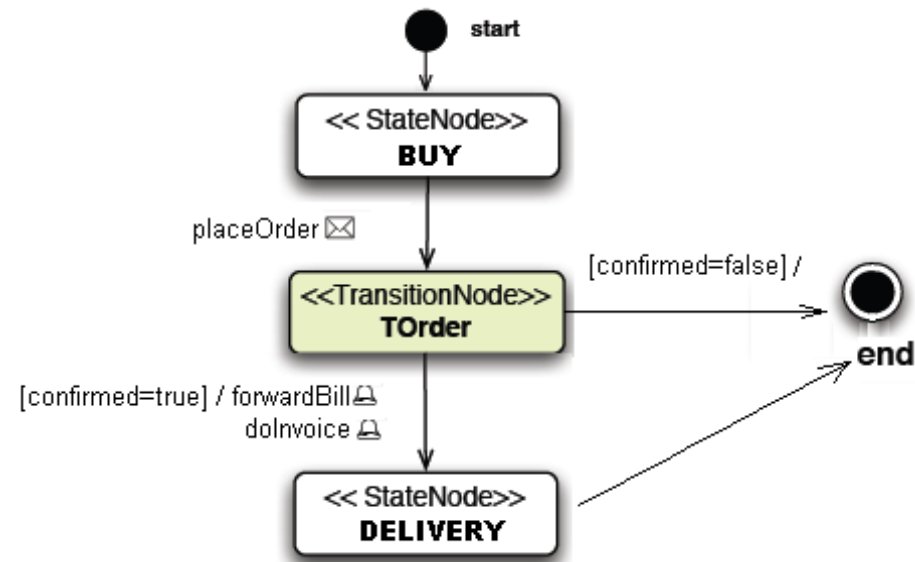 start
<< StateNode>>
BUY
placeOrder
<<TransitionNode>>
TOrder
[confirmed=false] /
end
[confirmed=true] / forwardBill
doInvoice
<< StateNode>>
DELIVERY